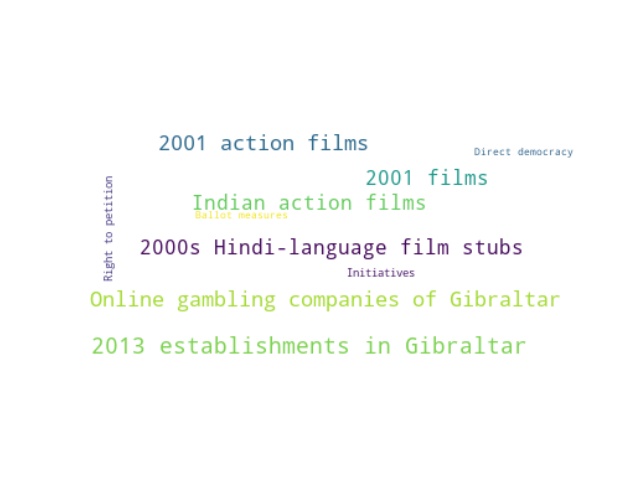 2001 action films
Direct democracy
2001 films
Right to petition
Indian action films
Ballot measures
2000s Hindi-language film stubs
Initiatives
Online gambling companies of Gibraltar
2013 establishments in Gibraltar